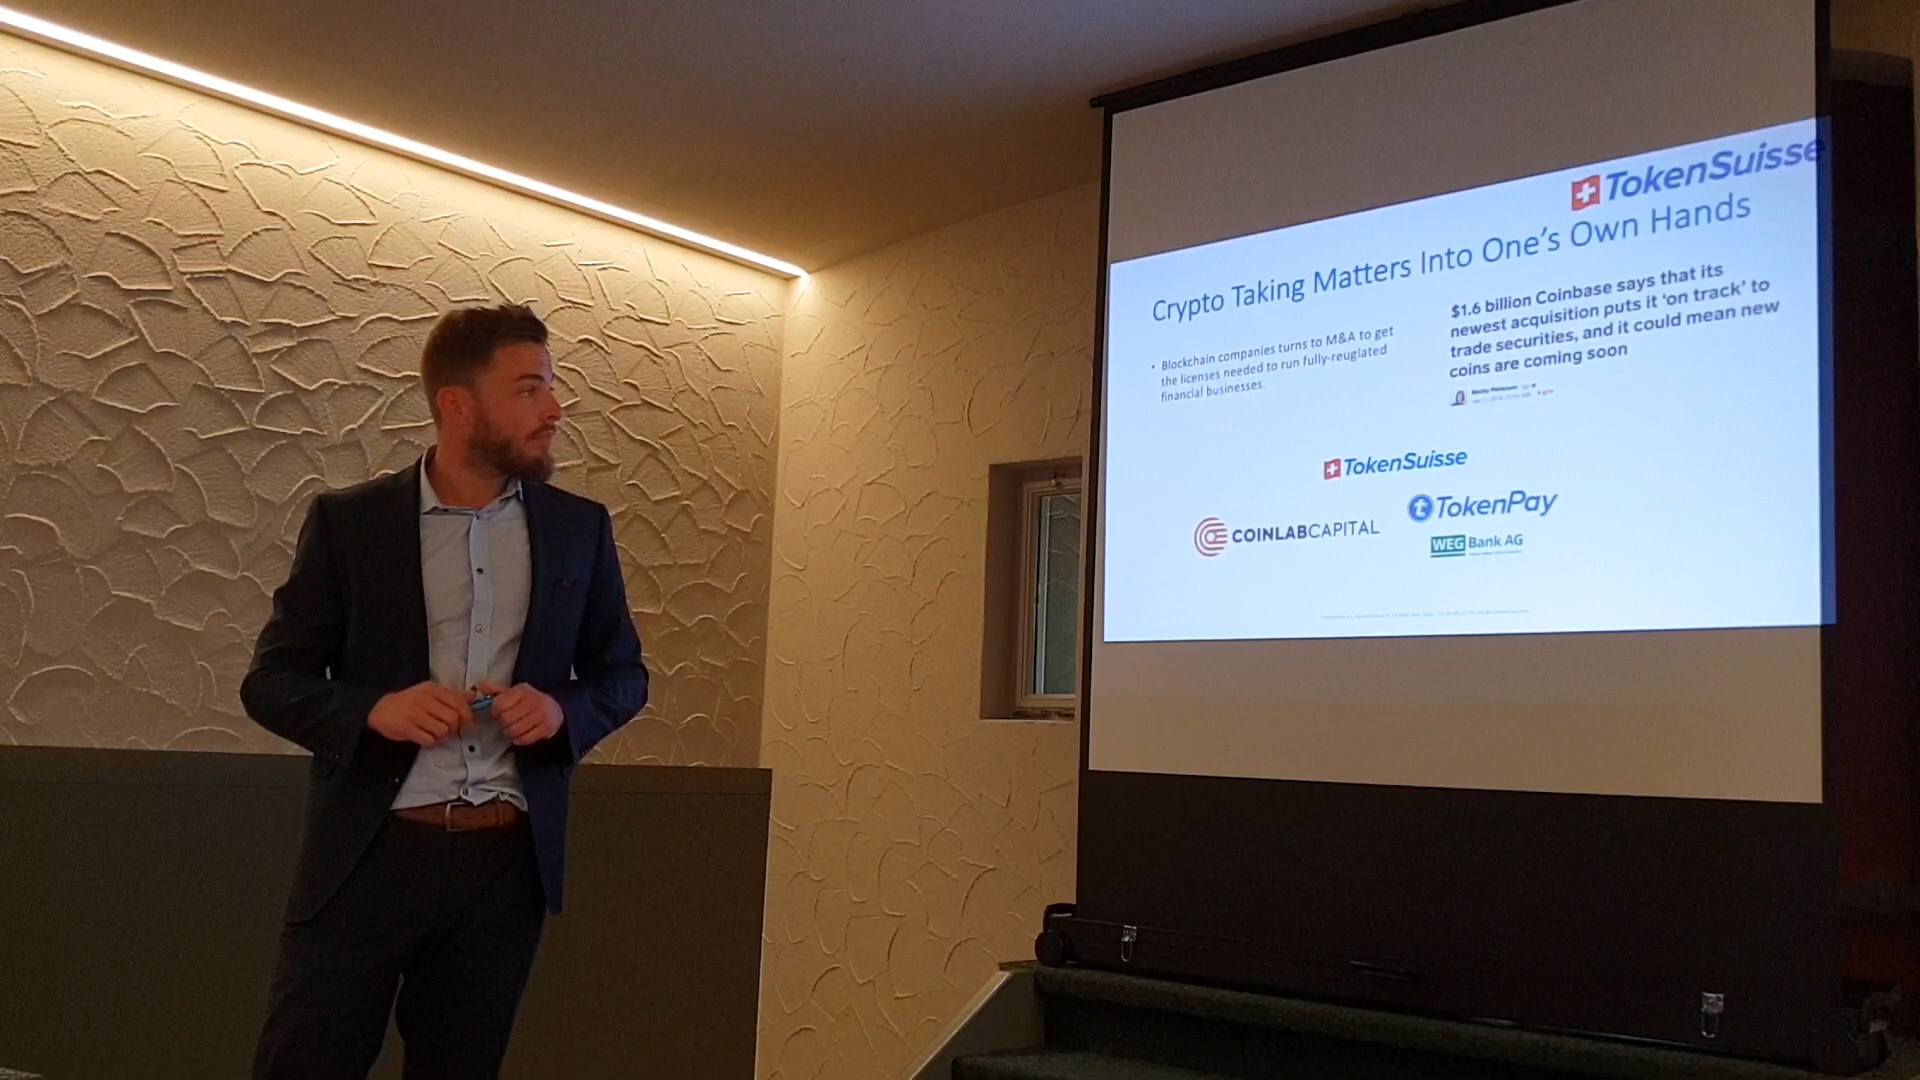 TokenSuisse
Crypto Taking Matters Into One's Own Hands
• Blockchain companies turns to M&A to get
the licenses needed to run fully-reuglated
financial businesses.
$1.6 billion Coinbase says that its
newest acquisition puts it 'on track' to
trade securities, and it could mean new
coins are coming soon
TokenSuisse
TokenPay
COINLABCAPITAL
WEG Bank AG